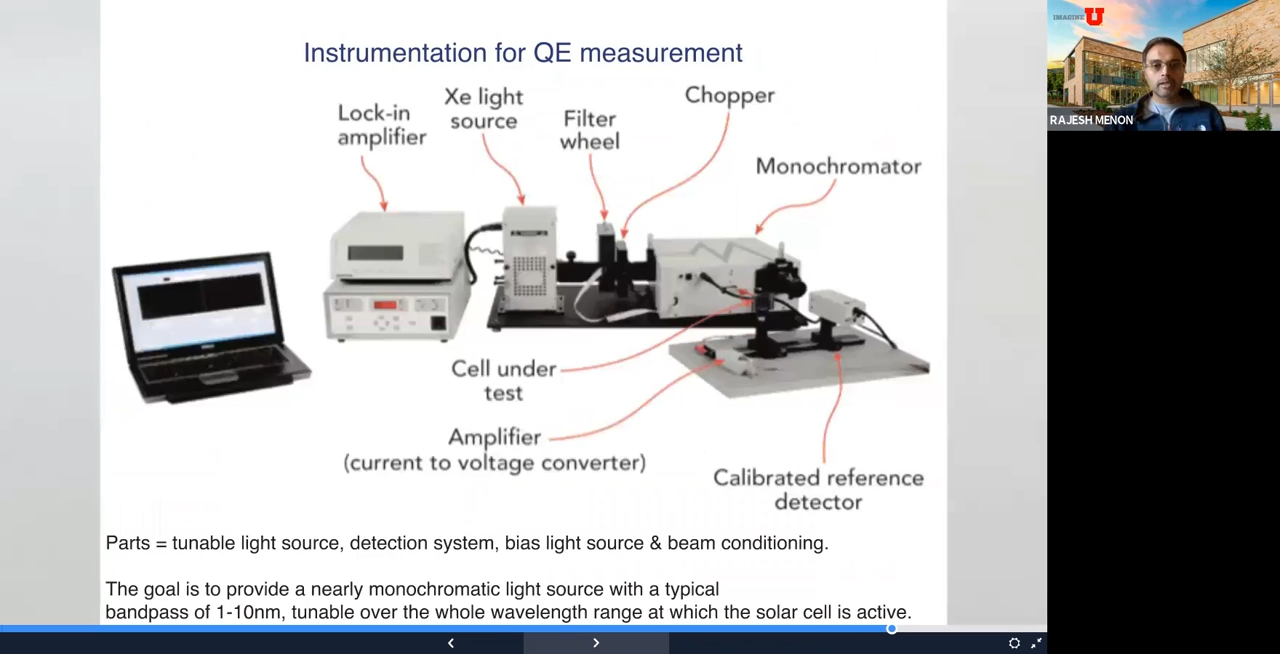 Instrumentation for QE measurement
Lock-in
amplifier
Xe light
source
Filter
wheel
Chopper
Monochromator
Cell under
test
Amplifier
(current to voltage converter)
Calibrated reference
detector
Parts = tunable light source, detection system, bias light source & beam conditioning.
The goal is to provide a nearly monochromatic light source with a typical
bandpass of 1-10nm, tunable over the whole wavelength range at which the solar cell is active.
IMAGINE U
RAJESH MENON